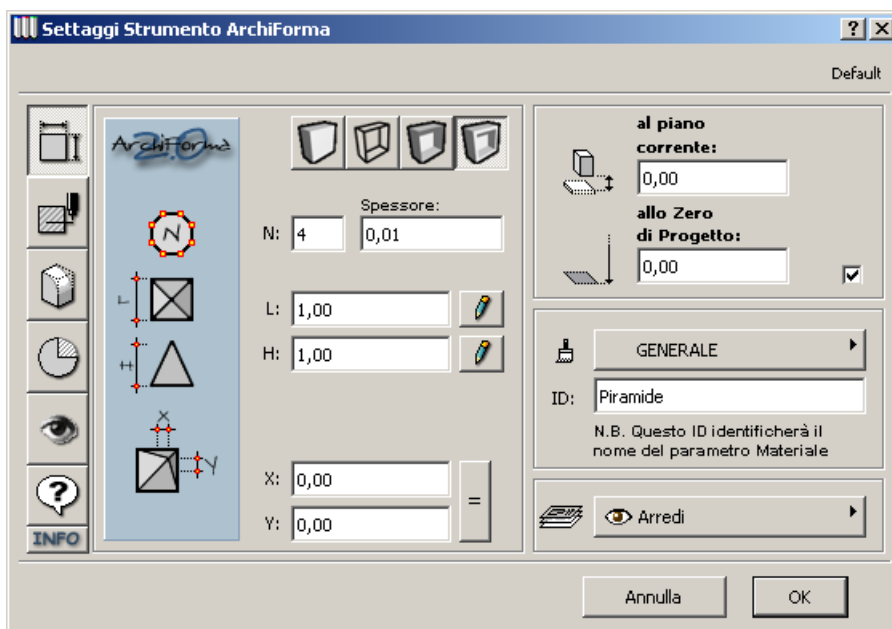 Settaggi Strumento ArchiForma
Default
ArchiForma
2.0
N
L
H
X
Y
INFO
N: 4
Spessore:
0,01
L: 1,00
H: 1,00
X: 0,00
Y: 0,00
=
al piano
corrente:
0,00
allo Zero
di Progetto:
0,00
GENERALE
ID: Piramide
N.B. Questo ID identificherà il
nome del parametro Materiale
Arredi
Annulla
OK